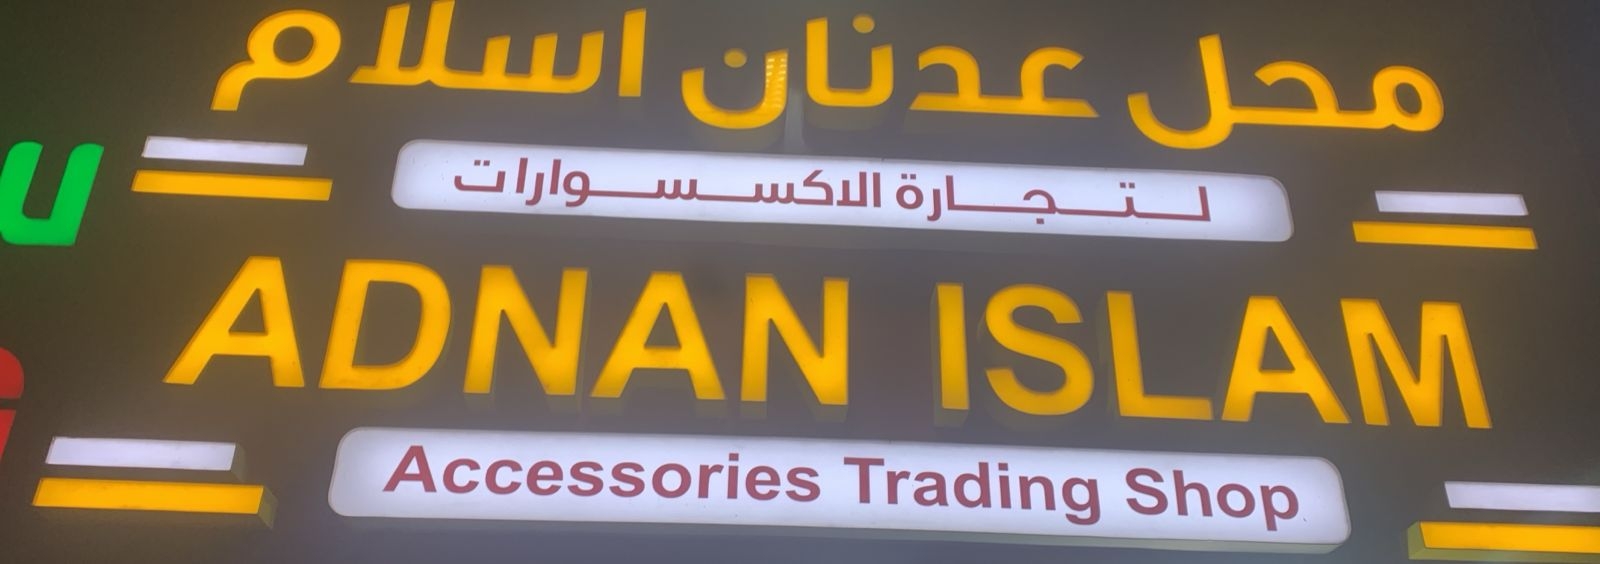 محل عدنان اسلام
لتجارة الاكسسوارات
ADNAN ISLAM
Accessories Trading Shop